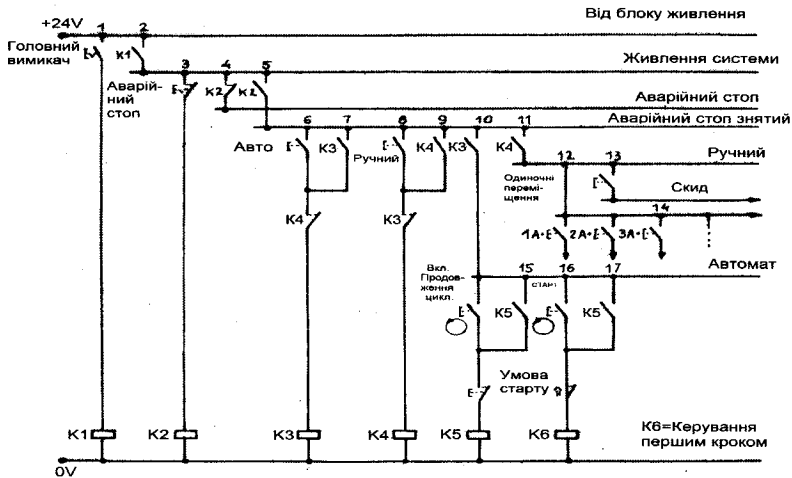 Від блоку живлення
+24V 1 2
Головний
вимикач
K1
Живлення системи
3 4 5
Аварій-
ний
стоп
K2 K2
Аварійний стоп
Аварійний стоп знятий
6 7 8 9 10 11
Авто
K3
Ручний
K4 K3 K4
Ручний
12 13
Одиночні
переміщення
Скид
K4 K3
14
1A+ 2A+ 3A+
Вкл.
Продов-
ження
цикл.
15 16 17
Автомат
СТАРТ
K5 K5
Умова
старту
K1 K2 K3 K4 K5 K6
К6=Керування
першим кроком
0V